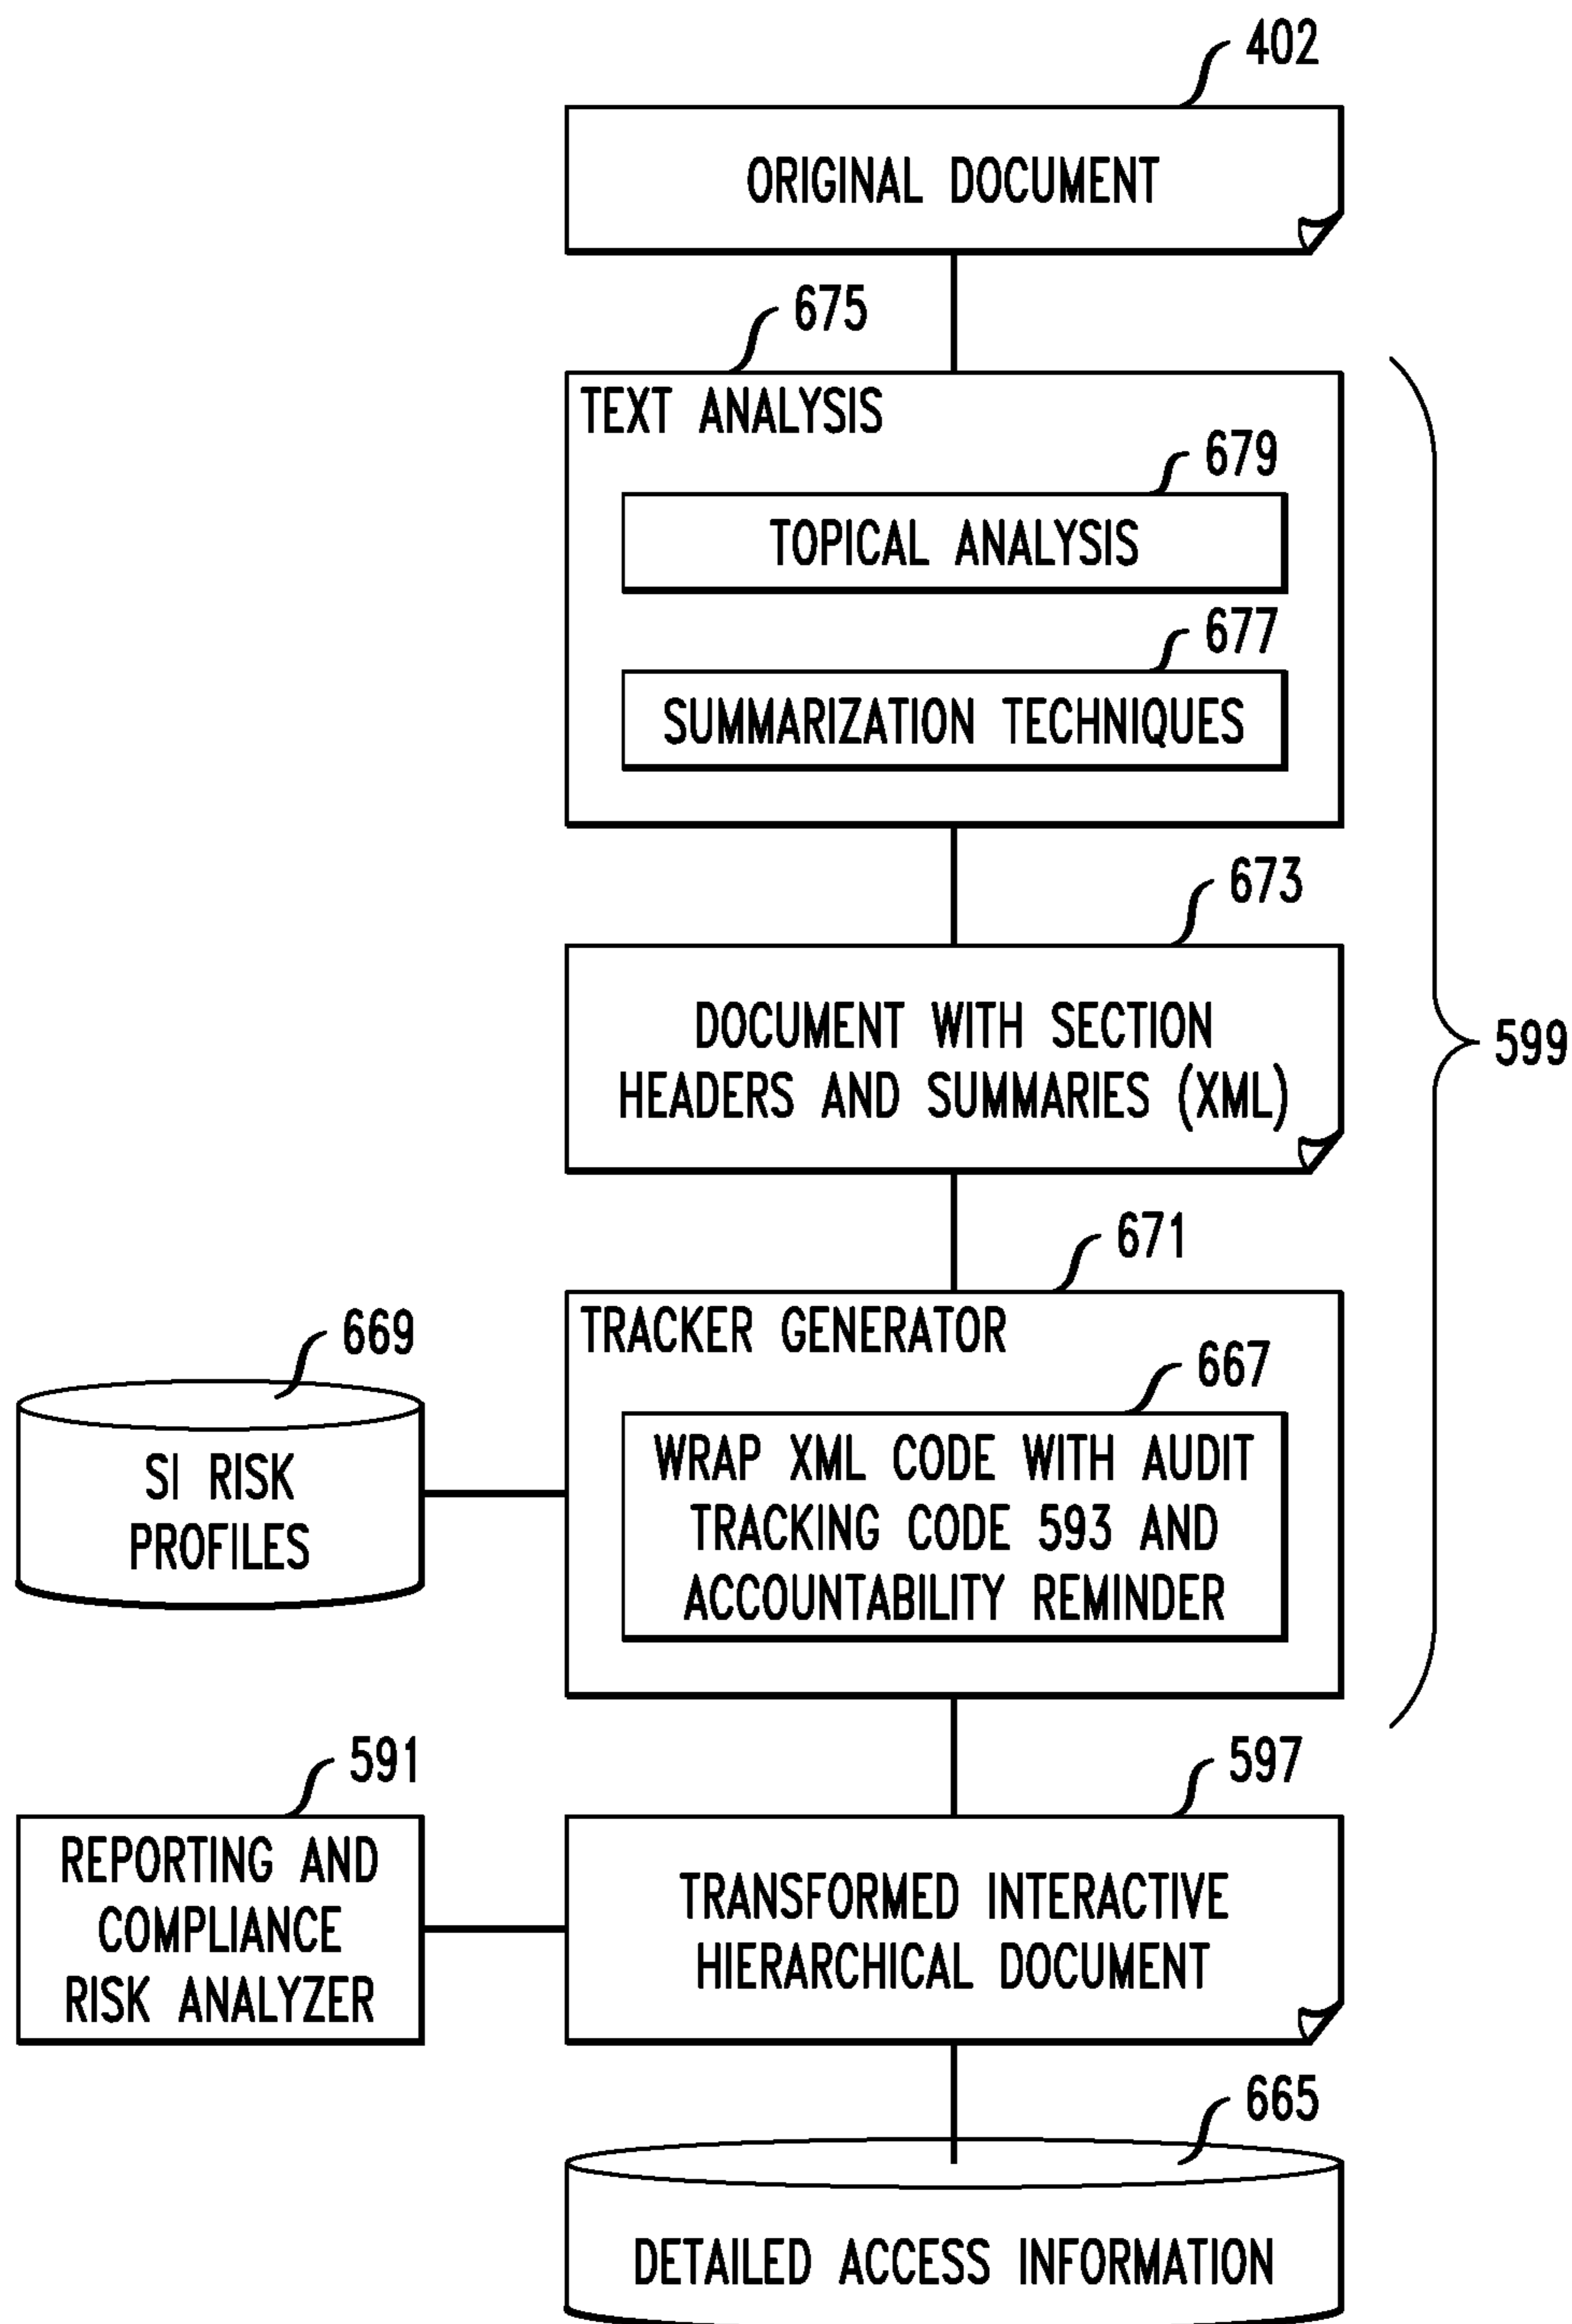 402
ORIGINAL DOCUMENT
675
TEXT ANALYSIS
679
TOPICAL ANALYSIS
677
SUMMARIZATION TECHNIQUES
673
DOCUMENT WITH SECTION
HEADERS AND SUMMARIES (XML)
599
671
TRACKER GENERATOR
669
SI RISK
PROFILES
667
WRAP XML CODE WITH AUDIT
TRACKING CODE 593 AND
ACCOUNTABILITY REMINDER
591
REPORTING AND
COMPLIANCE
RISK ANALYZER
597
TRANSFORMED INTERACTIVE
HIERARCHICAL DOCUMENT
665
DETAILED ACCESS INFORMATION